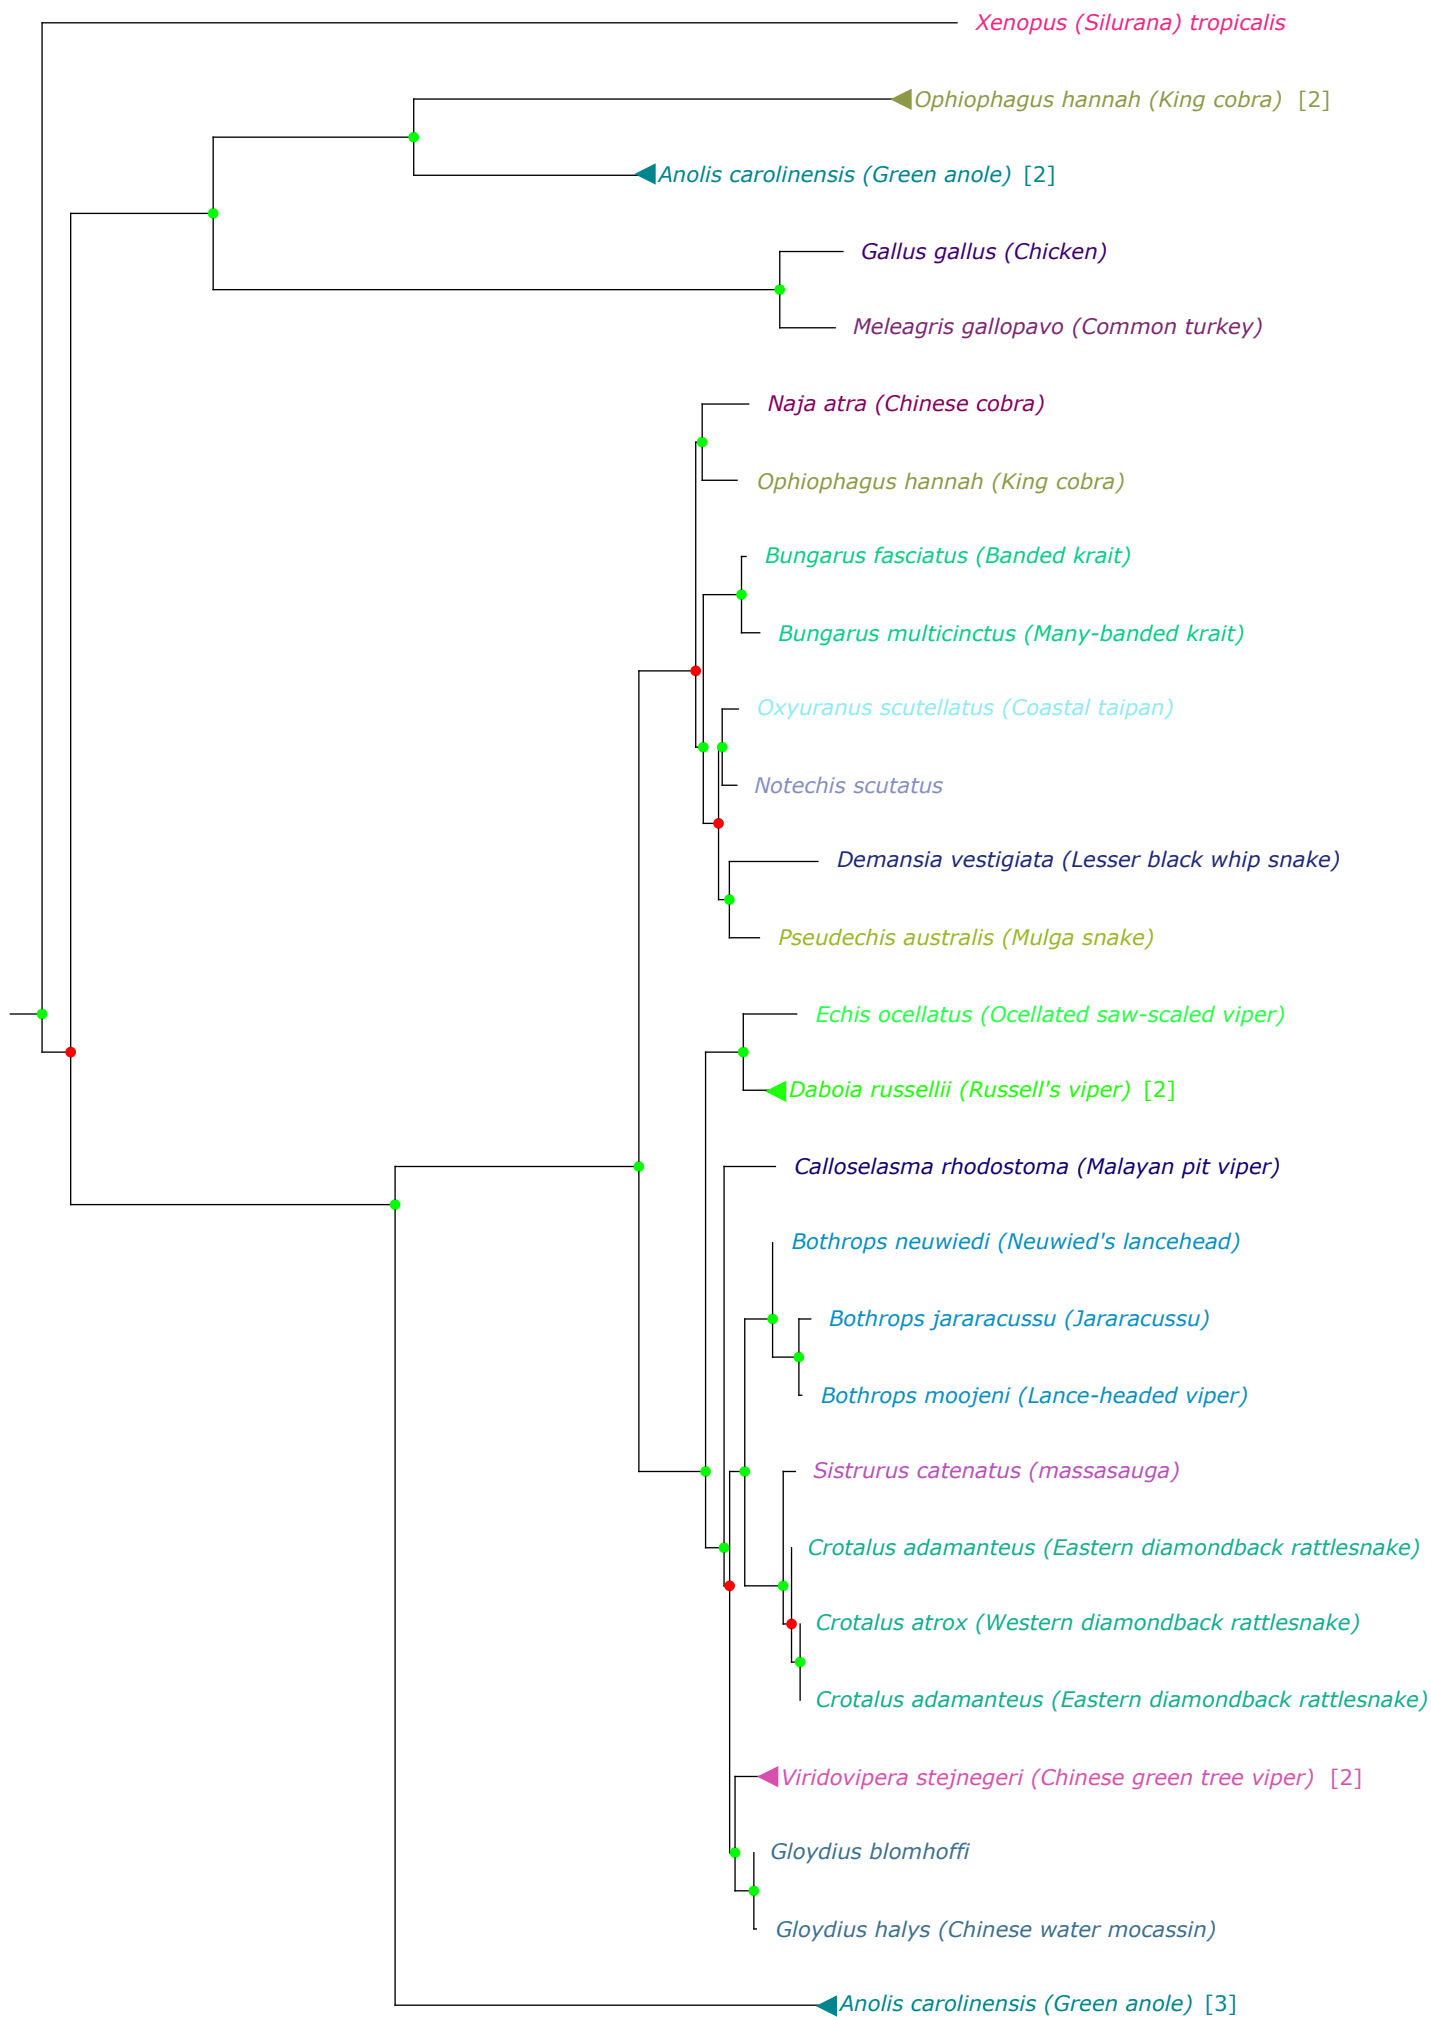 Xenopus (Silurana) tropicalis
Ophiophagus hannah (King cobra) [2]
Anolis carolinensis (Green anole) [2]
Gallus gallus (Chicken)
Meleagris gallopavo (Common turkey)
Naja atra (Chinese cobra)
Ophiophagus hannah (King cobra)
Bungarus fasciatus (Banded krait)
Bungarus multicinctus (Many-banded krait)
Oxyuranus scutellatus (Coastal taipan)
Notechis scutatus
Demansia vestigiata (Lesser black whip snake)
Pseudechis australis (Mulga snake)
Echis ocellatus (Ocellated saw-scaled viper)
Daboia russellii (Russell's viper) [2]
Calloselasma rhodostoma (Malayan pit viper)
Bothrops neuwiedi (Neuwied's lancehead)
Bothrops jararacussu (Jararacussu)
Bothrops moojeni (Lance-headed viper)
Sistrurus catenatus (massasauga)
Crotalus adamanteus (Eastern diamondback rattlesnake)
Crotalus atrox (Western diamondback rattlesnake)
Crotalus adamanteus (Eastern diamondback rattlesnake)
Viridovipera stejnegeri (Chinese green tree viper) [2]
Gloydius blomhoffi
Gloydius halys (Chinese water mocassin)
Anolis carolinensis (Green anole) [3]